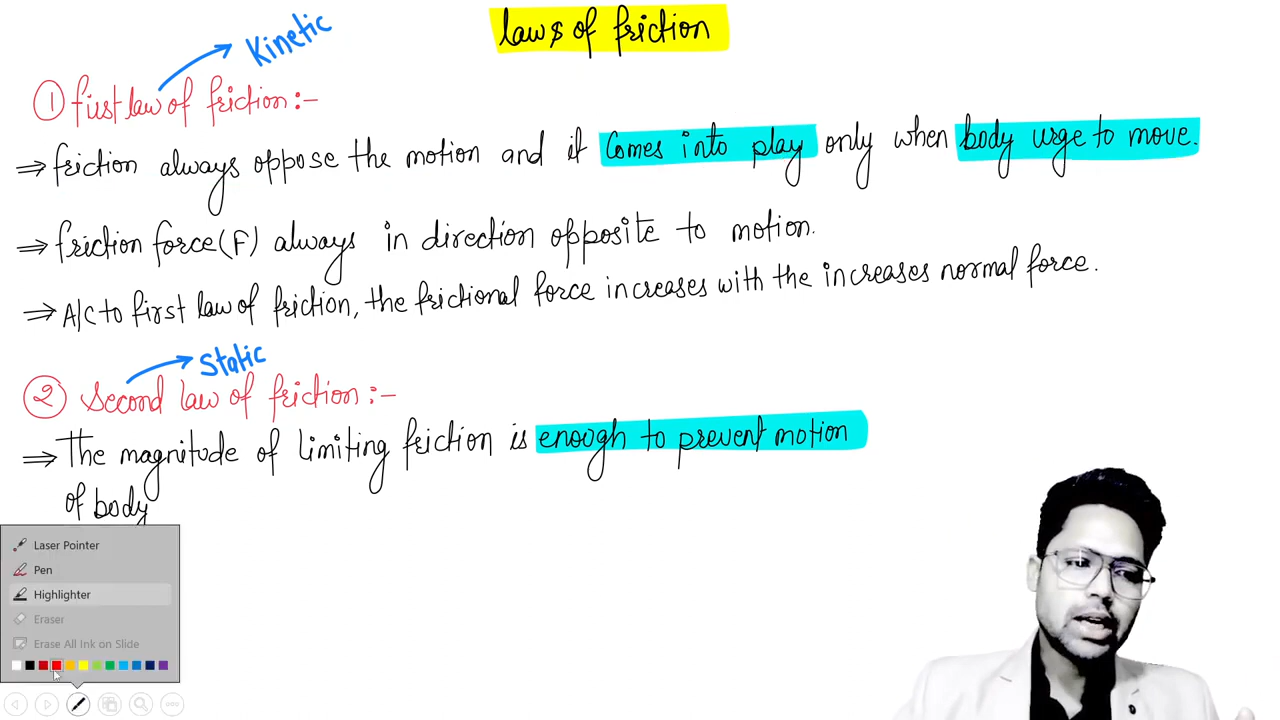 laws of friction
Kinetic
① first law of friction :-
⇒ friction always oppose the motion and it Comes into play only when body urge to move.
⇒ friction force (F) always in direction opposite to motion.
⇒ A/C to first law of friction, the frictional force increases with the increases normal force.
Static
② Second law of friction :-
⇒ The magnitude of limiting friction is enough to prevent motion
of body
Laser Pointer
Pen
Highlighter
Eraser
Erase All Ink on Slide